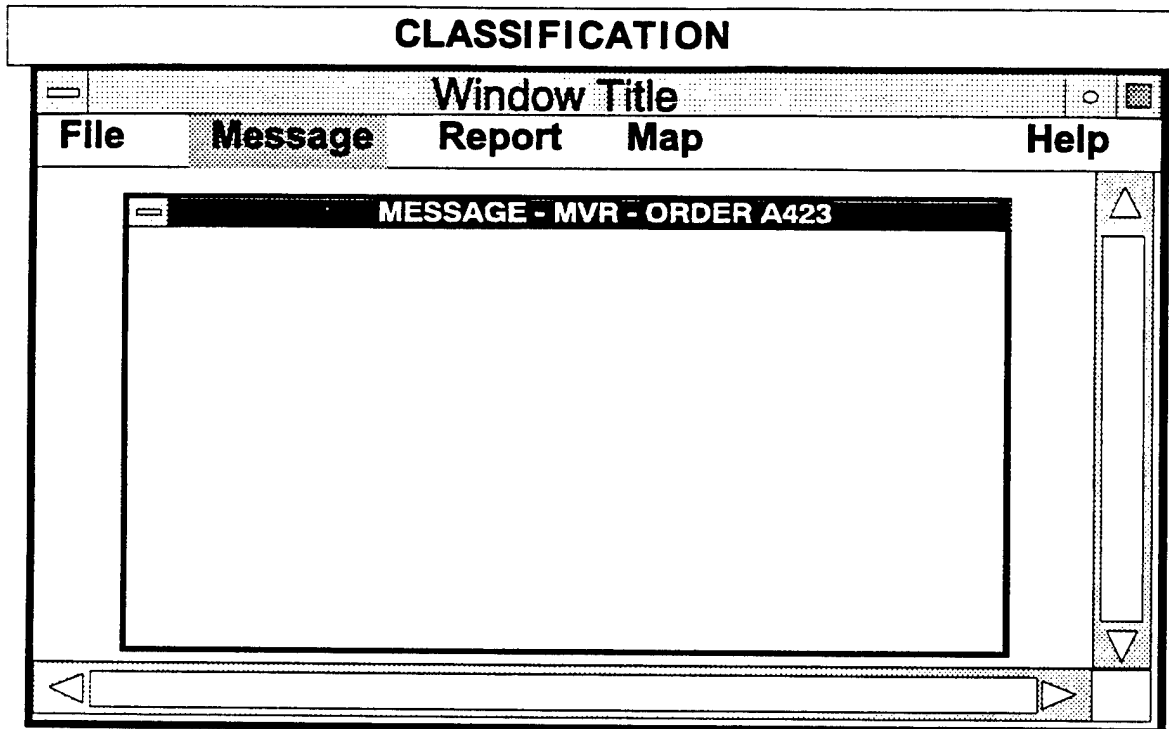 CLASSIFICATION
Window Title
File Message Report Map Help
MESSAGE - MVR - ORDER A423